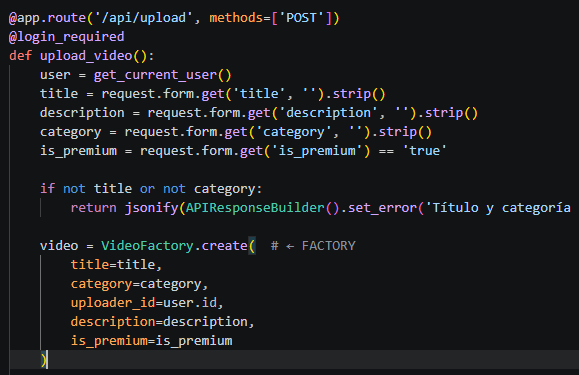 @app.route('/api/upload', methods=['POST'])
@login_required
def upload_video():
    user = get_current_user()
    title = request.form.get('title', '').strip()
    description = request.form.get('description', '').strip()
    category = request.form.get('category', '').strip()
    is_premium = request.form.get('is_premium') == 'true'
    if not title or not category:
        return jsonify(APIResponseBuilder().set_error('Título y categoría
    video = VideoFactory.create(  # ← FACTORY
        title=title,
        category=category,
        uploader_id=user.id,
        description=description,
        is_premium=is_premium
    )